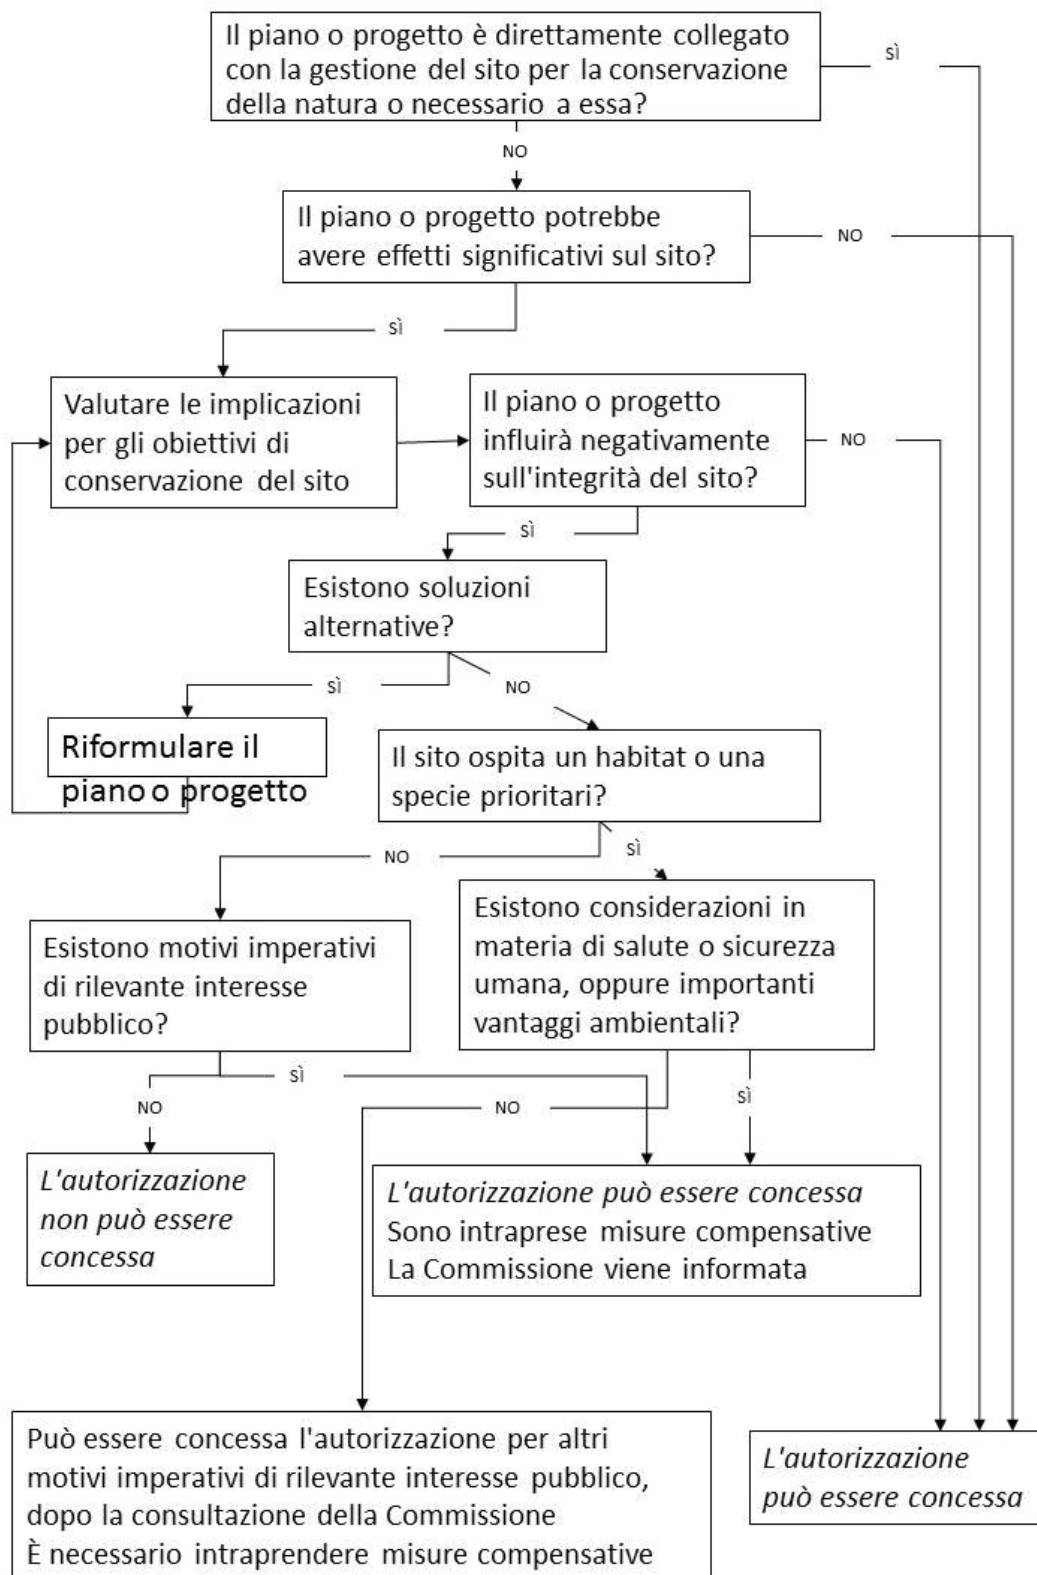 Il piano o progetto è direttamente collegato
con la gestione del sito per la conservazione
della natura o necessario a essa?
SÌ
NO
Il piano o progetto potrebbe
avere effetti significativi sul sito?
NO
SÌ
Valutare le implicazioni
per gli obiettivi di
conservazione del sito
Il piano o progetto
influirà negativamente
sull'integrità del sito?
NO
SÌ
Esistono soluzioni
alternative?
SÌ
NO
Riformulare il
piano o progetto
Il sito ospita un habitat o una
specie prioritari?
NO
SÌ
Esistono motivi imperativi
di rilevante interesse
pubblico?
Esistono considerazioni in
materia di salute o sicurezza
umana, oppure importanti
vantaggi ambientali?
SÌ
NO
NO
SÌ
L'autorizzazione
non può essere
concessa
L'autorizzazione può essere concessa
Sono intraprese misure compensative
La Commissione viene informata
Può essere concessa l'autorizzazione per altri
motivi imperativi di rilevante interesse pubblico,
dopo la consultazione della Commissione
È necessario intraprendere misure compensative
L'autorizzazione
può essere concessa